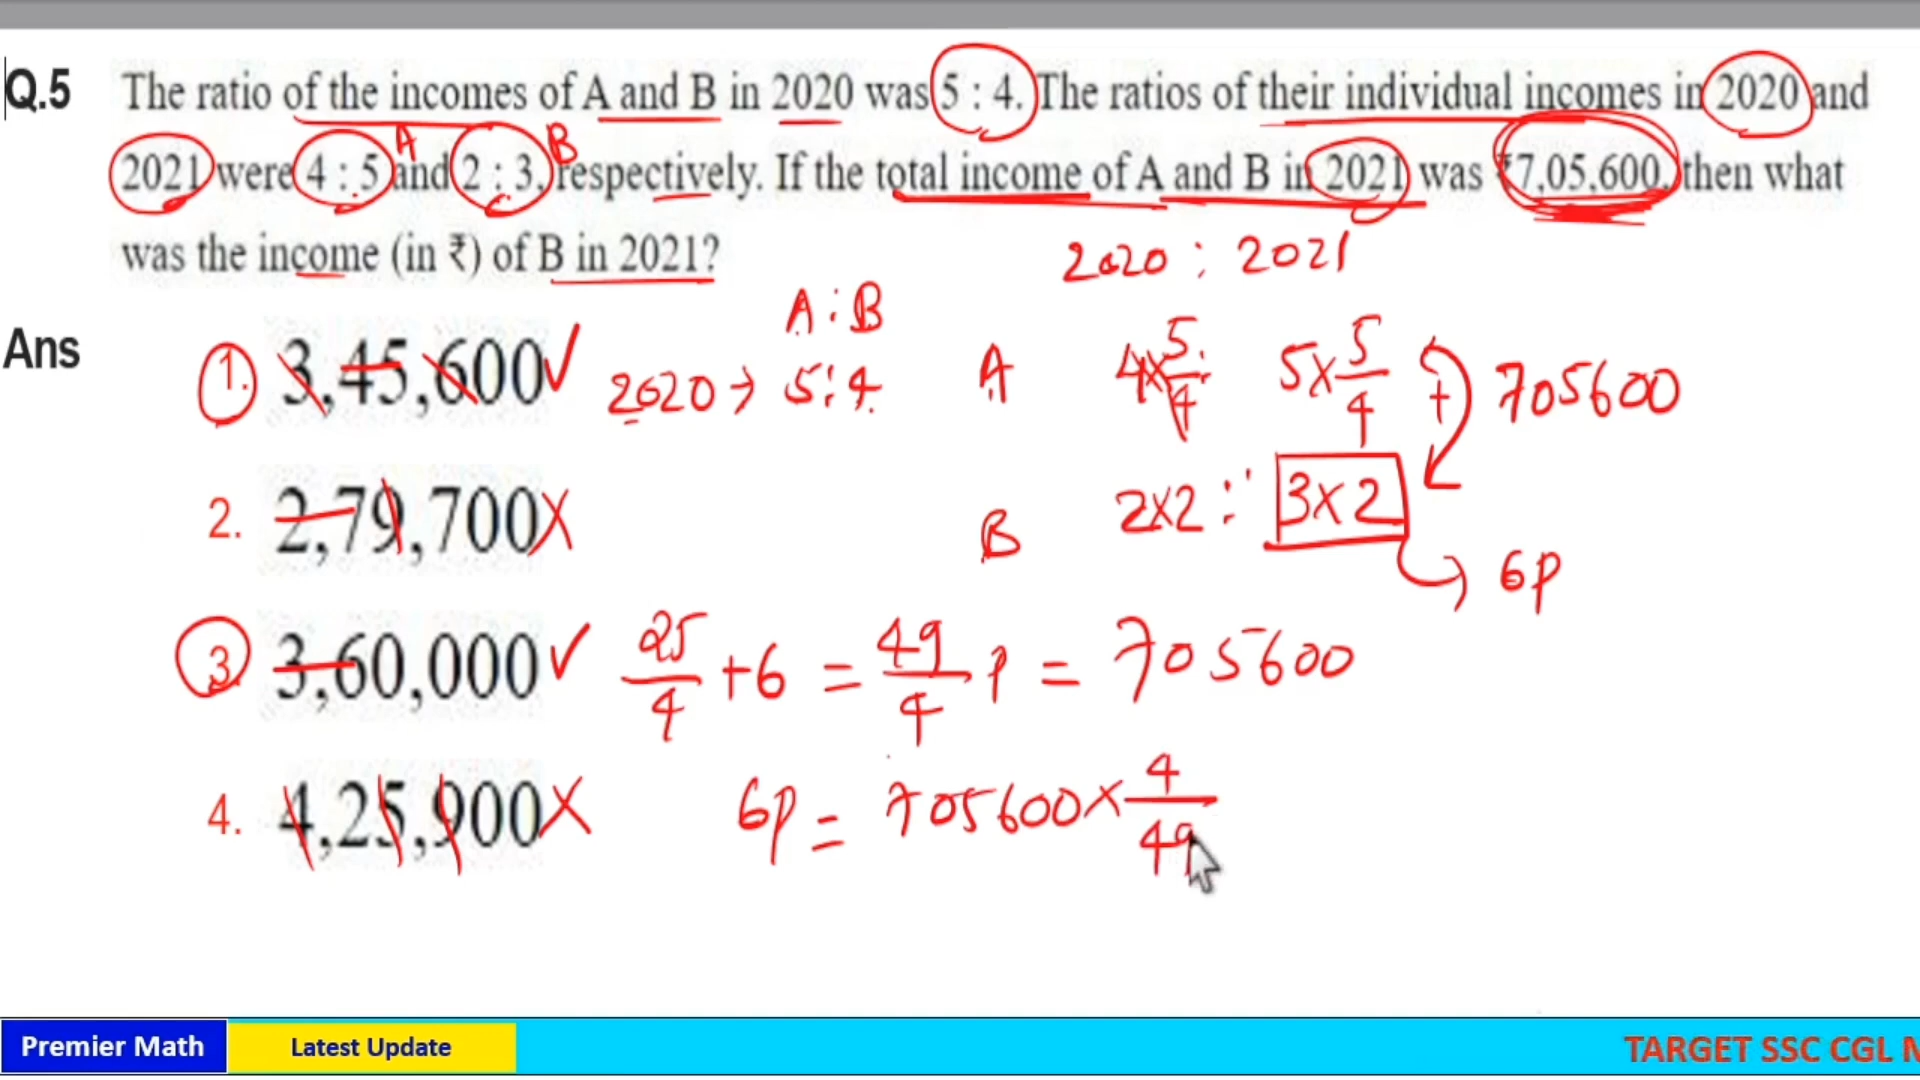 Q.5 The ratio of the incomes of A and B in 2020 was 5 : 4. The ratios of their individual incomes in 2020 and
A B
2021 were 4 : 5 and 2 : 3, respectively. If the total income of A and B in 2021 was ₹7,05,600, then what
was the income (in ₹) of B in 2021?
2020 : 2021
A : B
Ans 1. 3,45,600✓ 2020 → 5:4 A 4×5/4 5×5/4 + 705600
2. 2,79,700× B 2×2 : 3×2
6p
3. 3,60,000✓ 25/4 +6 = 49/4 p = 705600
4. 4,25,900× 6p = 705600×4/49
Premier Math Latest Update TARGET SSC CGL M